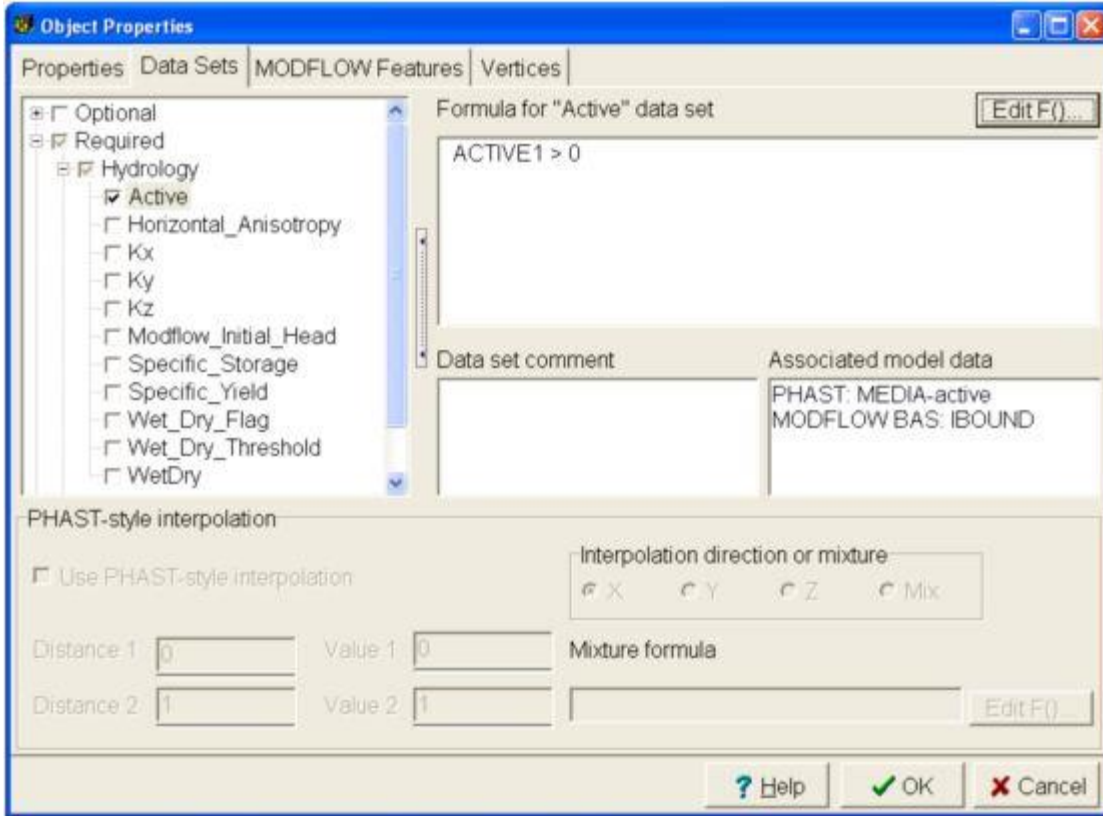 Object Properties
Properties Data Sets MODFLOW Features Vertices
Optional
Required
Hydrology
Active
Horizontal_Anisotropy
Kx
Ky
Kz
Modflow_Initial_Head
Specific_Storage
Specific_Yield
Wet_Dry_Flag
Wet_Dry_Threshold
WetDry
Formula for "Active" data set
Edit F()...
ACTIVE1 > 0
Data set comment
Associated model data
PHAST: MEDIA-active
MODFLOW BAS: IBOUND
PHAST-style interpolation
Use PHAST-style interpolation
Interpolation direction or mixture
X Y Z Mix
Distance 1 0 Value 1 0 Mixture formula
Distance 2 1 Value 2 1 Edit F()...
? Help OK Cancel